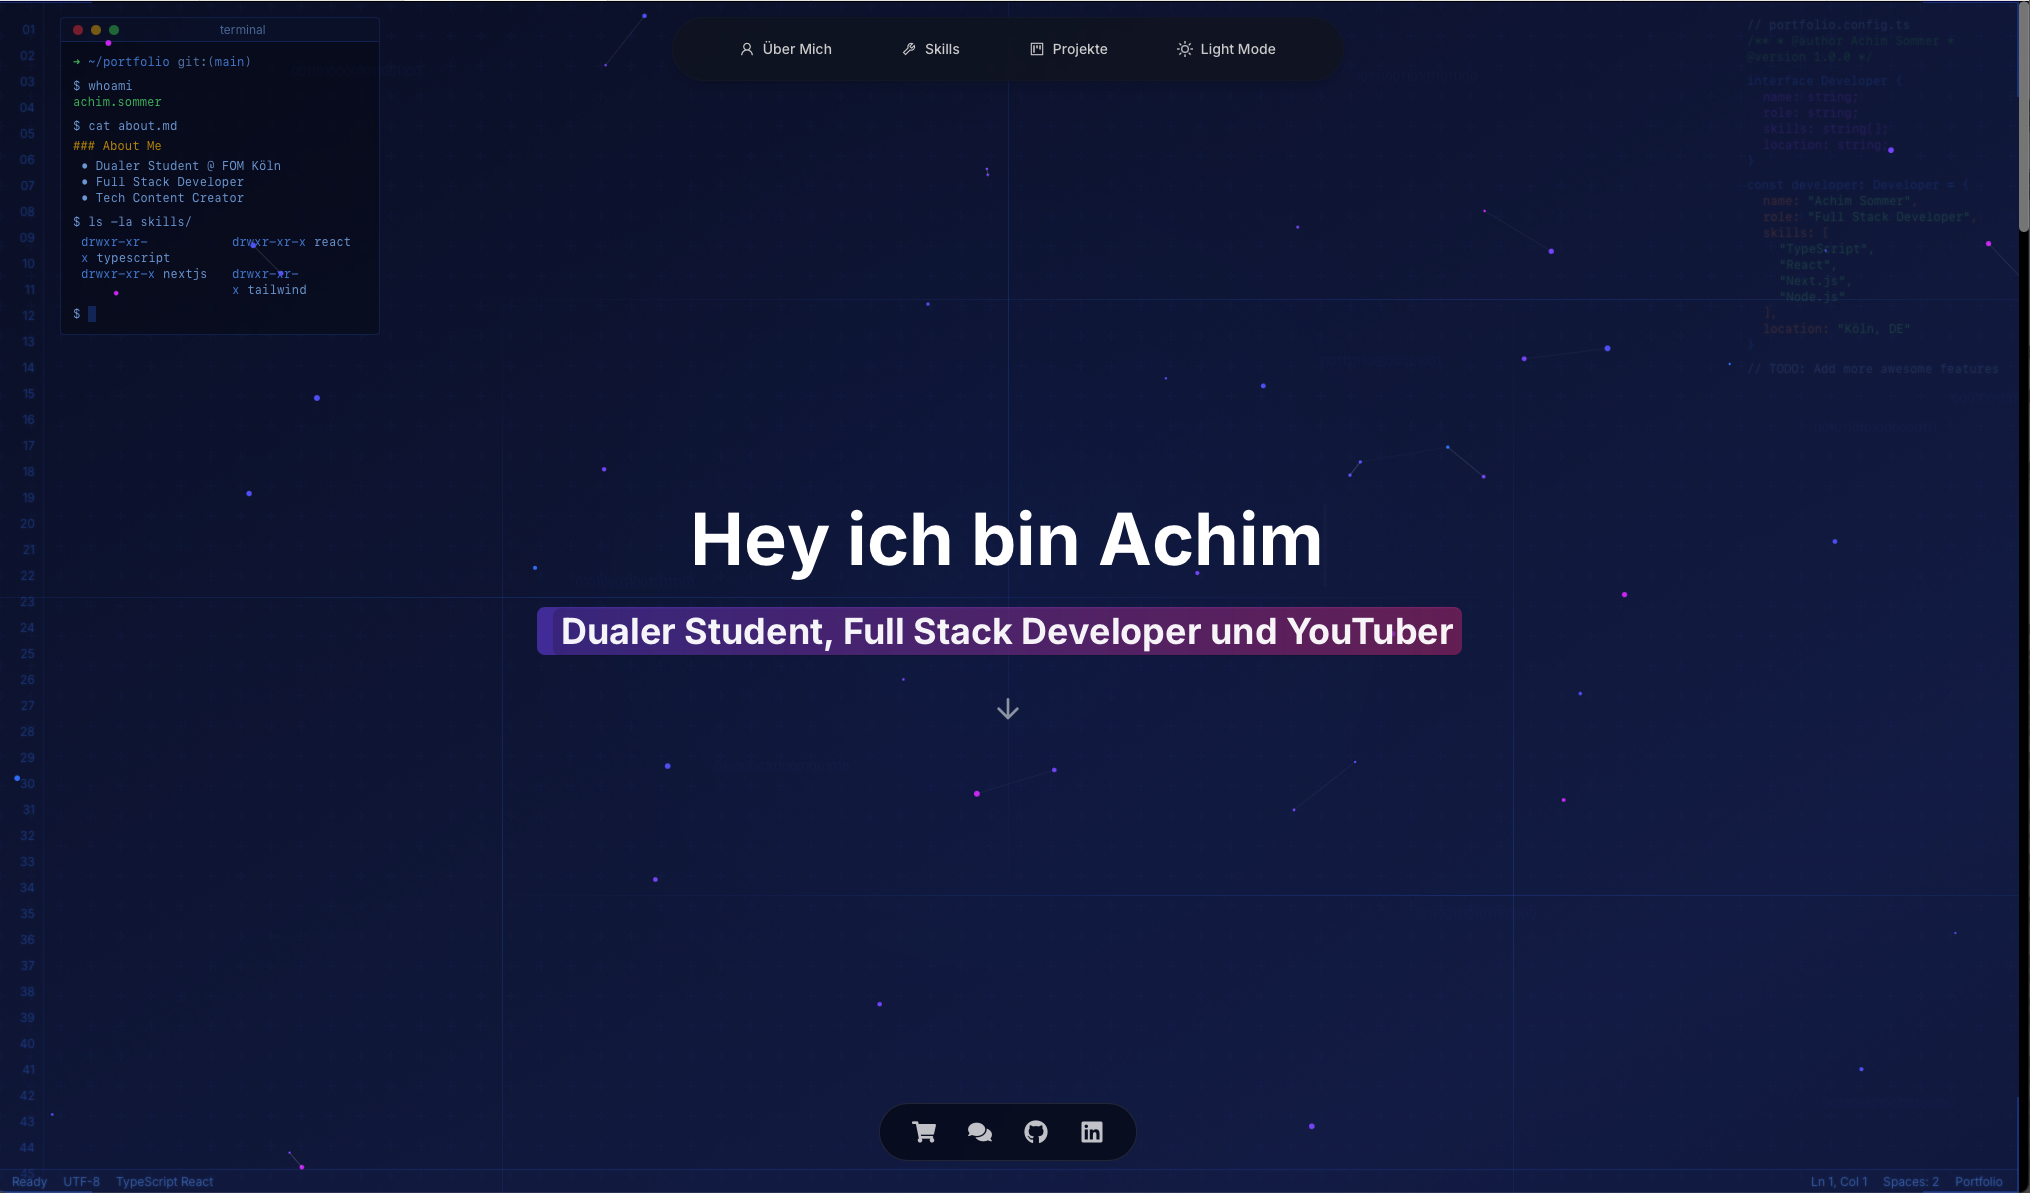 Über Mich
Skills
Projekte
Light Mode
terminal
➜ ~/portfolio git:(main)
$ whoami
achim.sommer
$ cat about.md
### About Me
• Dualer Student @ FOM Köln
• Full Stack Developer
• Tech Content Creator
$ ls -la skills/
drwxr-xr-x typescript
drwxr-xr-x react
drwxr-xr-x nextjs
drwxr-xr-x tailwind
$
// portfolio.config.ts
/** * @author Achim Sommer *
@version 1.0.0 */
interface Developer {
name: string;
role: string;
skills: string[];
location: string;
}
const developer: Developer = {
name: "Achim Sommer",
role: "Full Stack Developer",
skills: [
"TypeScript",
"React",
"Next.js",
"Node.js"
],
location: "Köln, DE"
}
// TODO: Add more awesome features
Hey ich bin Achim
Dualer Student, Full Stack Developer und YouTuber
01
02
03
04
05
06
07
08
09
10
11
12
13
14
15
16
17
18
19
20
21
22
23
24
25
26
27
28
29
30
31
32
33
34
35
36
37
38
39
40
41
42
43
44
45
Ready UTF-8 TypeScript React
Ln 1, Col 1 Spaces: 2 Portfolio